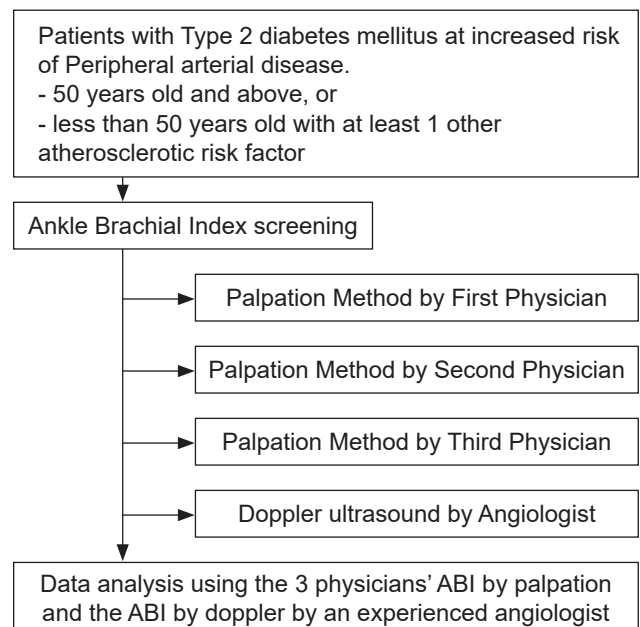 Patients with Type 2 diabetes mellitus at increased risk
of Peripheral arterial disease.
- 50 years old and above, or
- less than 50 years old with at least 1 other
atherosclerotic risk factor
Ankle Brachial Index screening
Palpation Method by First Physician
Palpation Method by Second Physician
Palpation Method by Third Physician
Doppler ultrasound by Angiologist
Data analysis using the 3 physicians' ABI by palpation
and the ABI by doppler by an experienced angiologist